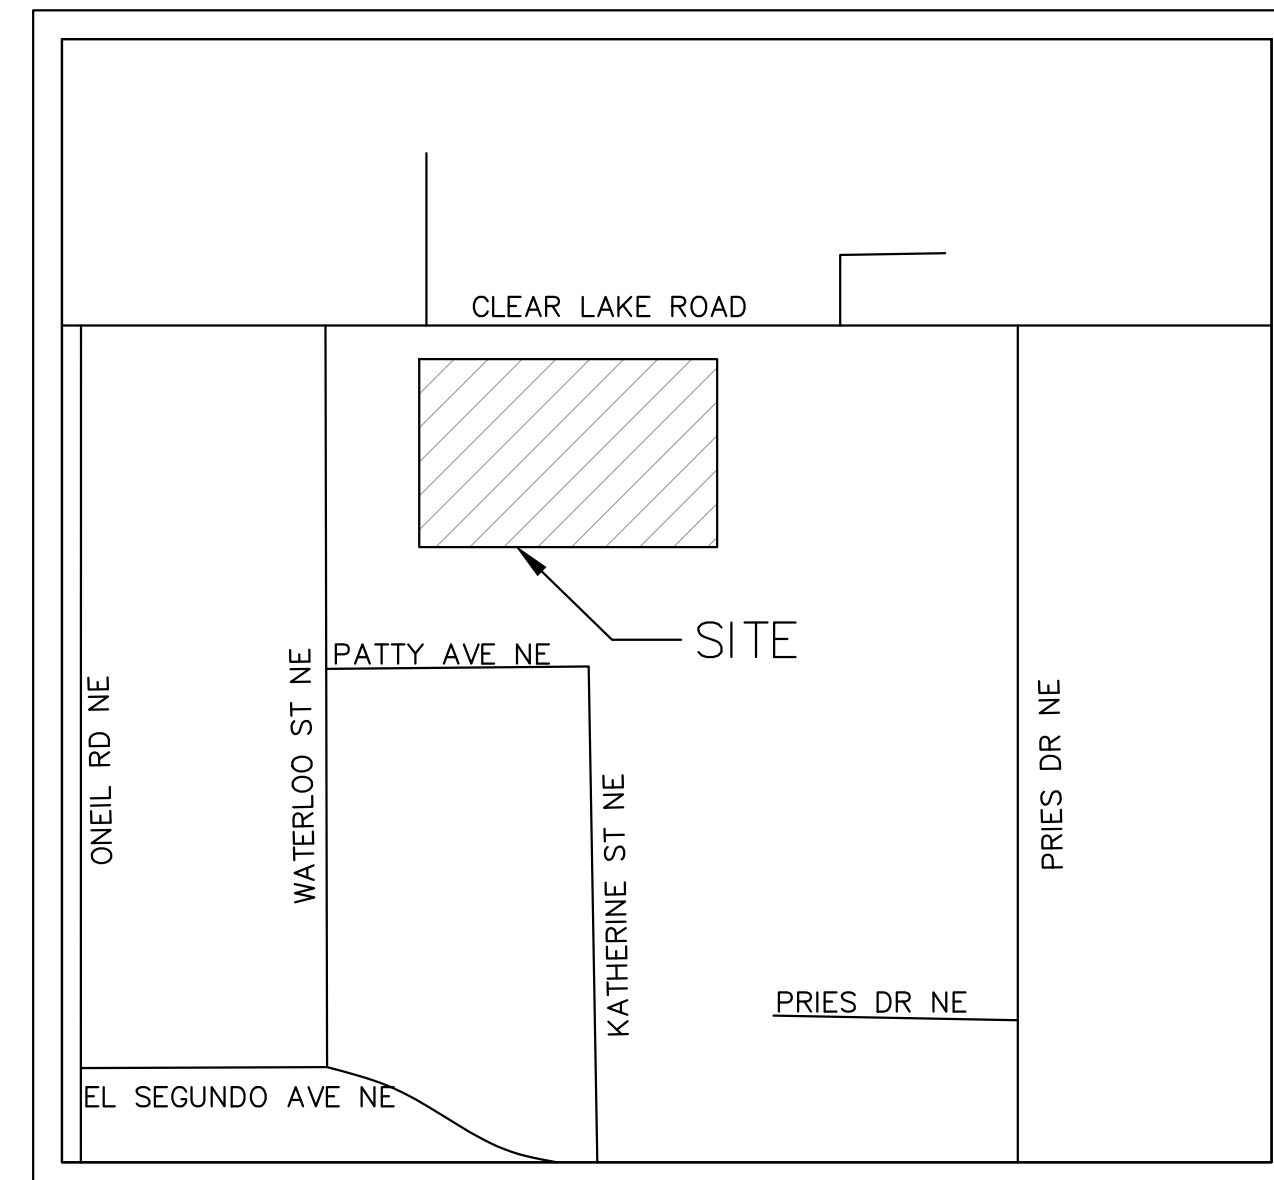 CLEAR LAKE ROAD
SITE
PATTY AVE NE
ONEIL RD NE
WATERLOO ST NE
KATHERINE ST NE
PRIES DR NE
PRIES DR NE
EL SEGUNDO AVE NE